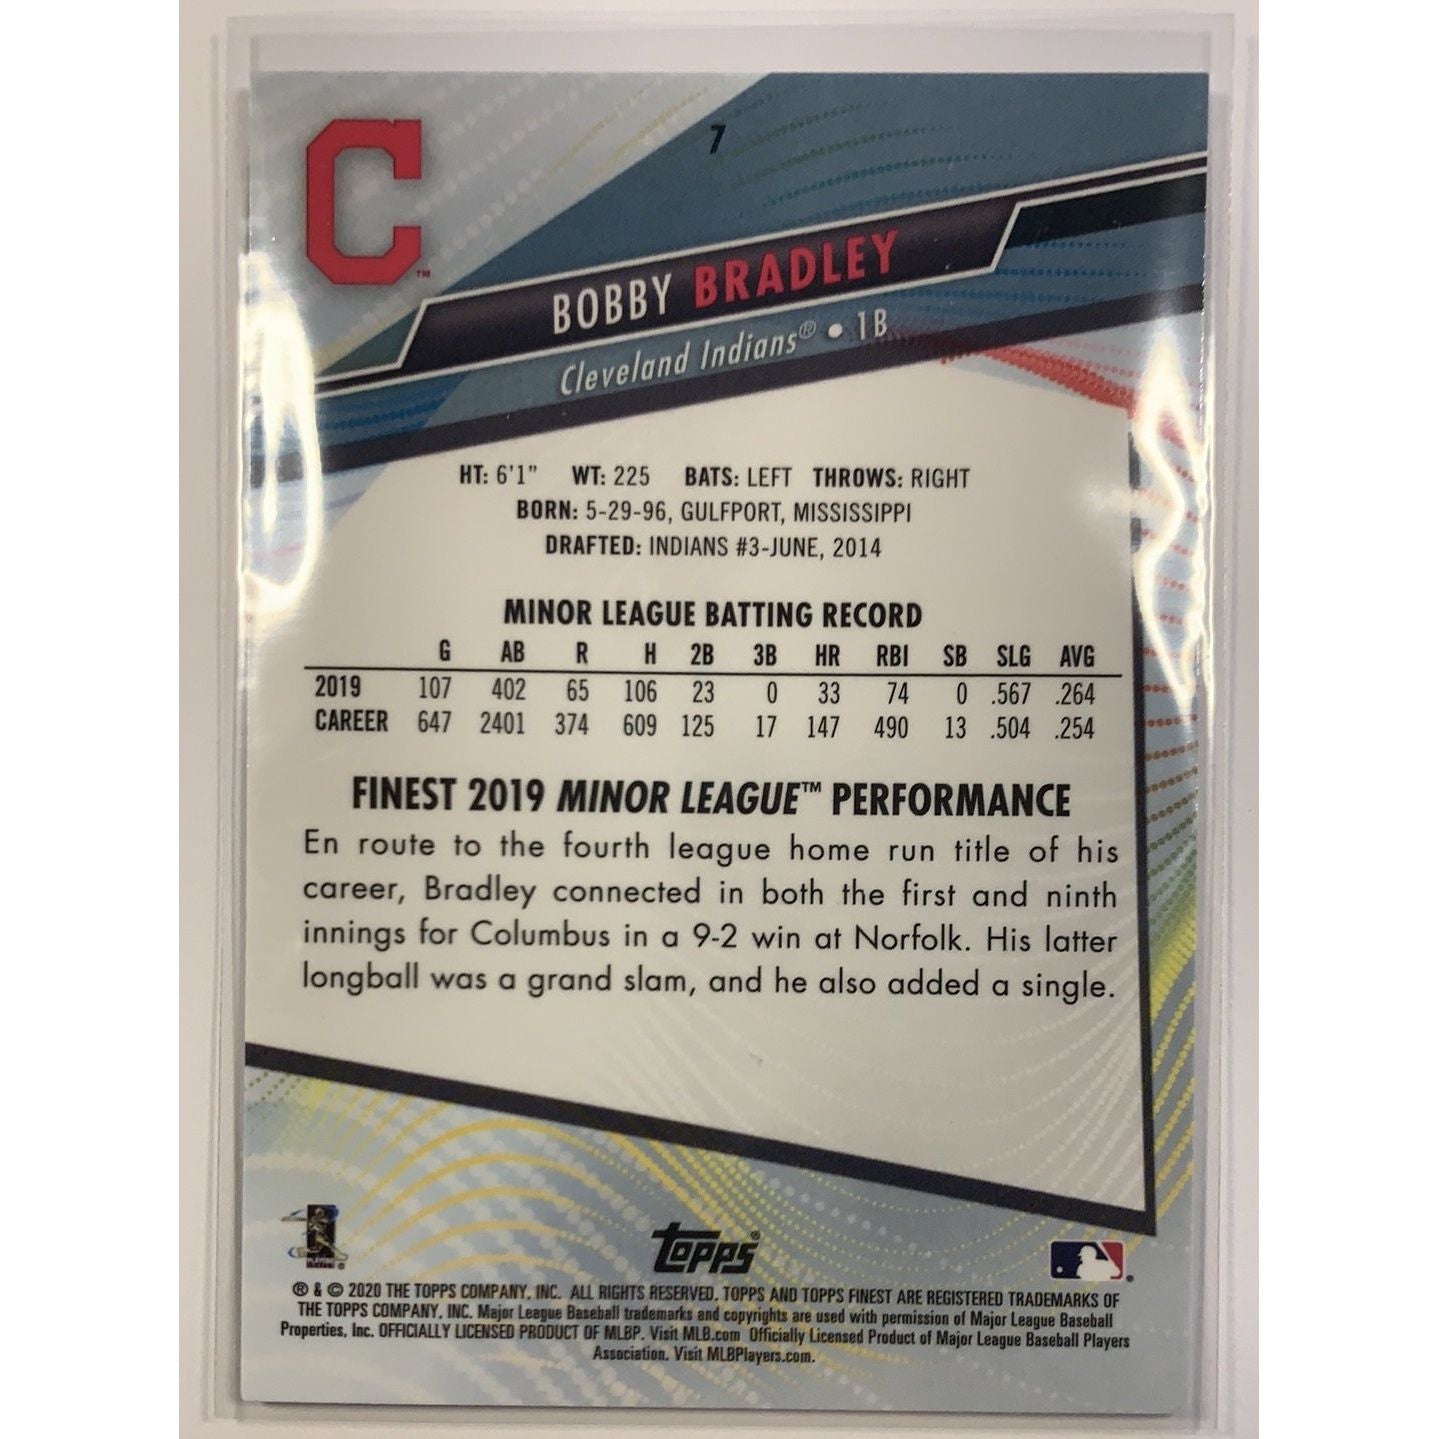 7
C™
BOBBY BRADLEY
Cleveland Indians® • 1B
HT: 6'1" WT: 225 BATS: LEFT THROWS: RIGHT
BORN: 5-29-96, GULFPORT, MISSISSIPPI
DRAFTED: INDIANS #3-JUNE, 2014
MINOR LEAGUE BATTING RECORD
G AB R H 2B 3B HR RBI SB SLG AVG
2019 107 402 65 106 23 0 33 74 0 .567 .264
CAREER 647 2401 374 609 125 17 147 490 13 .504 .254
FINEST 2019 MINOR LEAGUE™ PERFORMANCE
En route to the fourth league home run title of his
career, Bradley connected in both the first and ninth
innings for Columbus in a 9-2 win at Norfolk. His latter
longball was a grand slam, and he also added a single.
Topps®
® & © 2020 THE TOPPS COMPANY, INC. ALL RIGHTS RESERVED. TOPPS AND TOPPS FINEST ARE REGISTERED TRADEMARKS OF
THE TOPPS COMPANY, INC. Major League Baseball trademarks and copyrights are used with permission of Major League Baseball
Properties, Inc. OFFICIALLY LICENSED PRODUCT OF MLBP. Visit MLB.com Officially Licensed Product of Major League Baseball Players
Association. Visit MLBPlayers.com.